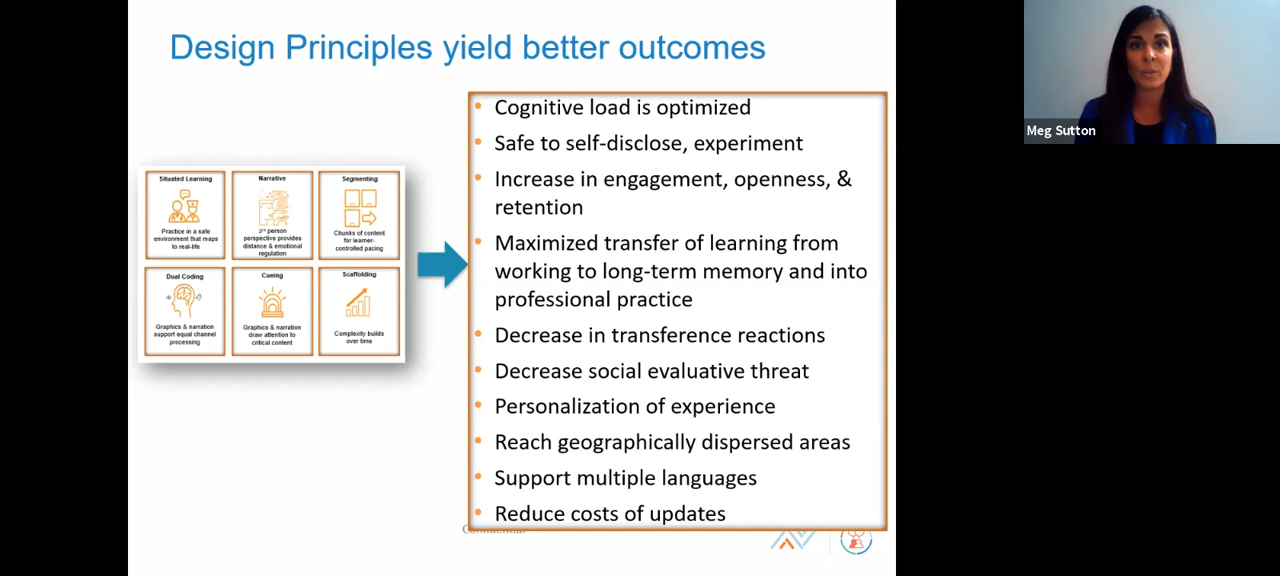 Design Principles yield better outcomes
Meg Sutton
Situated Learning
Practice in a safe
environment that maps
to real-life
Narrative
3rd person
perspective provides
distance & emotional
regulation
Segmenting
Chunks of content
for learner-
controlled pacing
Dual Coding
Graphics & narration
support equal channel
processing
Cueing
Graphics & narration
draw attention to
critical content
Scaffolding
Complexity builds
over time
• Cognitive load is optimized
• Safe to self-disclose, experiment
• Increase in engagement, openness, &
retention
• Maximized transfer of learning from
working to long-term memory and into
professional practice
• Decrease in transference reactions
• Decrease social evaluative threat
• Personalization of experience
• Reach geographically dispersed areas
• Support multiple languages
• Reduce costs of updates
Confidential